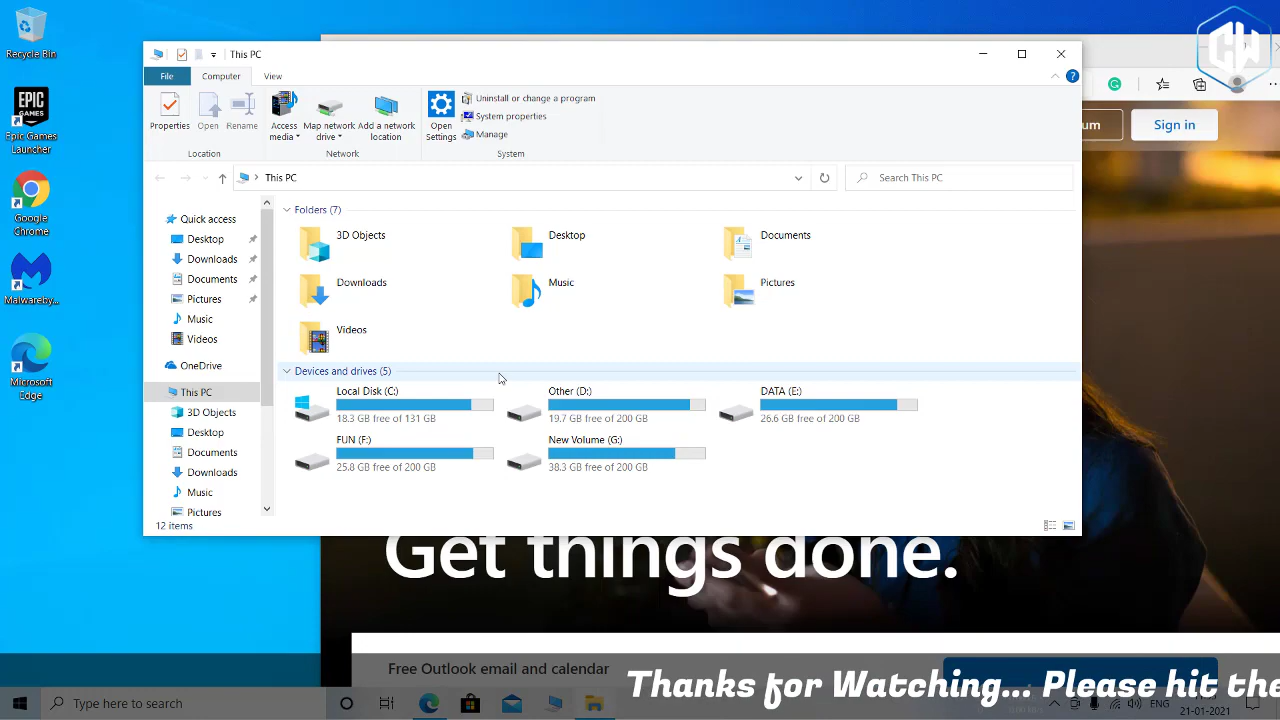 Recycle Bin
Epic Games
Launcher
Google
Chrome
Malwareby...
Microsoft
Edge
This PC
File
Computer
View
Properties
Open
Rename
Location
Access
media
Map network
drive
Add a network
location
Network
Open
Settings
Uninstall or change a program
System properties
Manage
System
This PC
Search This PC
um
Sign in
Quick access
Desktop
Downloads
Documents
Pictures
Music
Videos
OneDrive
This PC
3D Objects
Desktop
Documents
Downloads
Music
Pictures
Folders (7)
3D Objects
Desktop
Documents
Downloads
Music
Pictures
Videos
Devices and drives (5)
Local Disk (C:)
18.3 GB free of 131 GB
Other (D:)
19.7 GB free of 200 GB
DATA (E:)
26.6 GB free of 200 GB
FUN (F:)
25.8 GB free of 200 GB
New Volume (G:)
38.3 GB free of 200 GB
12 items
Get things done.
Free Outlook email and calendar
Thanks for Watching... Please hit the
Type here to search
ENG
21-01-2021